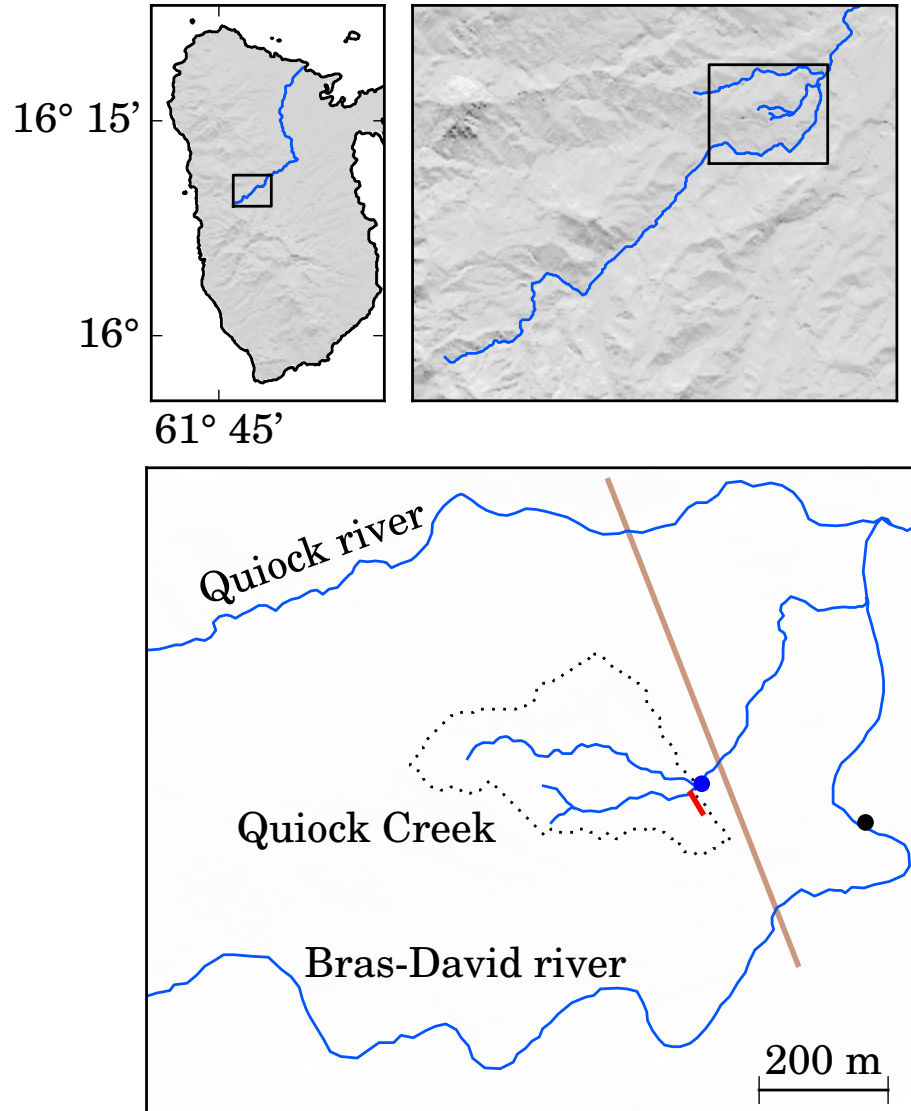 16° 15’
16°
61° 45’
Quiock river
Quiock Creek
Bras-David river
200 m